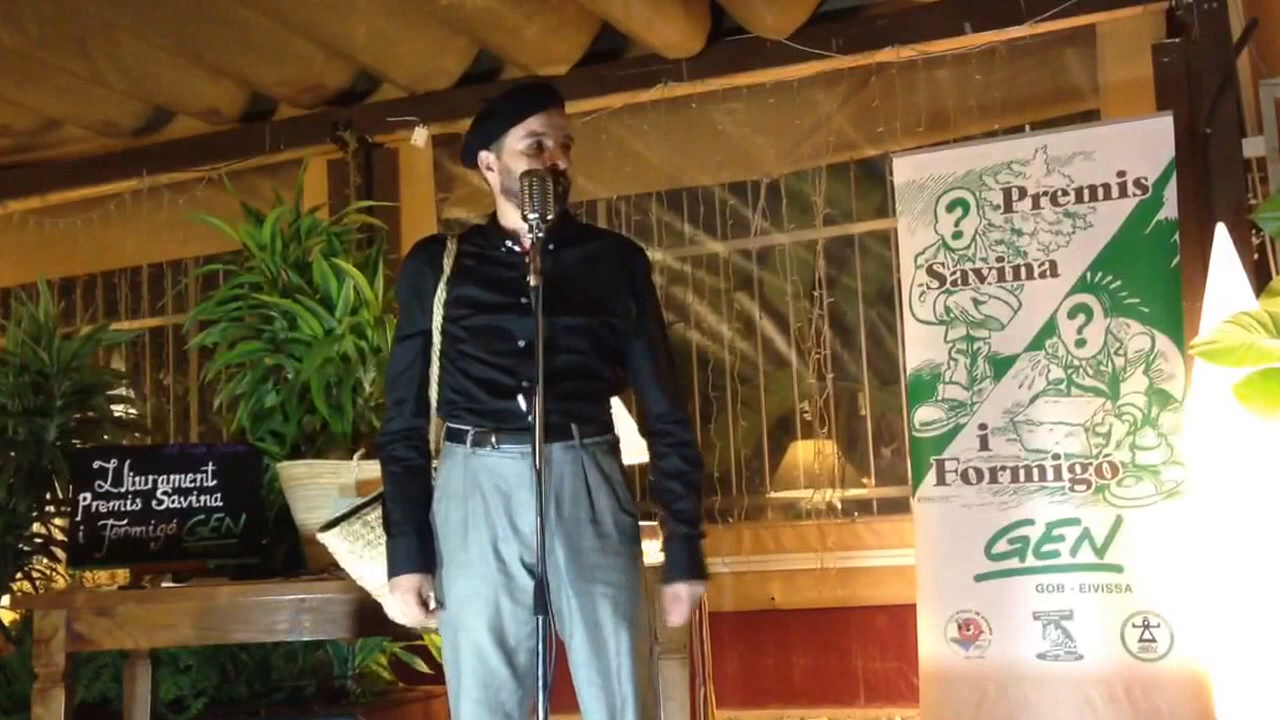 Lliurament
Premis Savina
i Formigó GEN
Premis
?
Savina
?
i
Formigó
GEN
GOB - EIVISSA